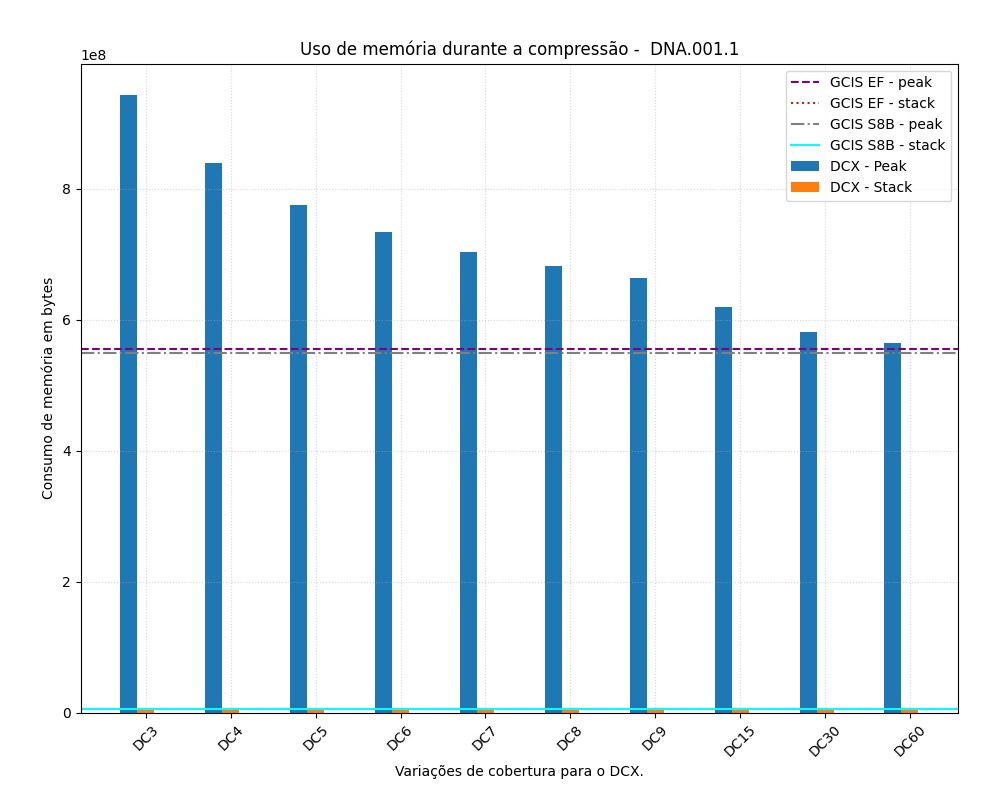 Uso de memória durante a compressão -  DNA.001.1
1e8
GCIS EF - peak
GCIS EF - stack
GCIS S8B - peak
GCIS S8B - stack
DCX - Peak
DCX - Stack
8
6
4
2
0
Consumo de memória em bytes
DC3
DC4
DC5
DC6
DC7
DC8
DC9
DC15
DC30
DC60
Variações de cobertura para o DCX.